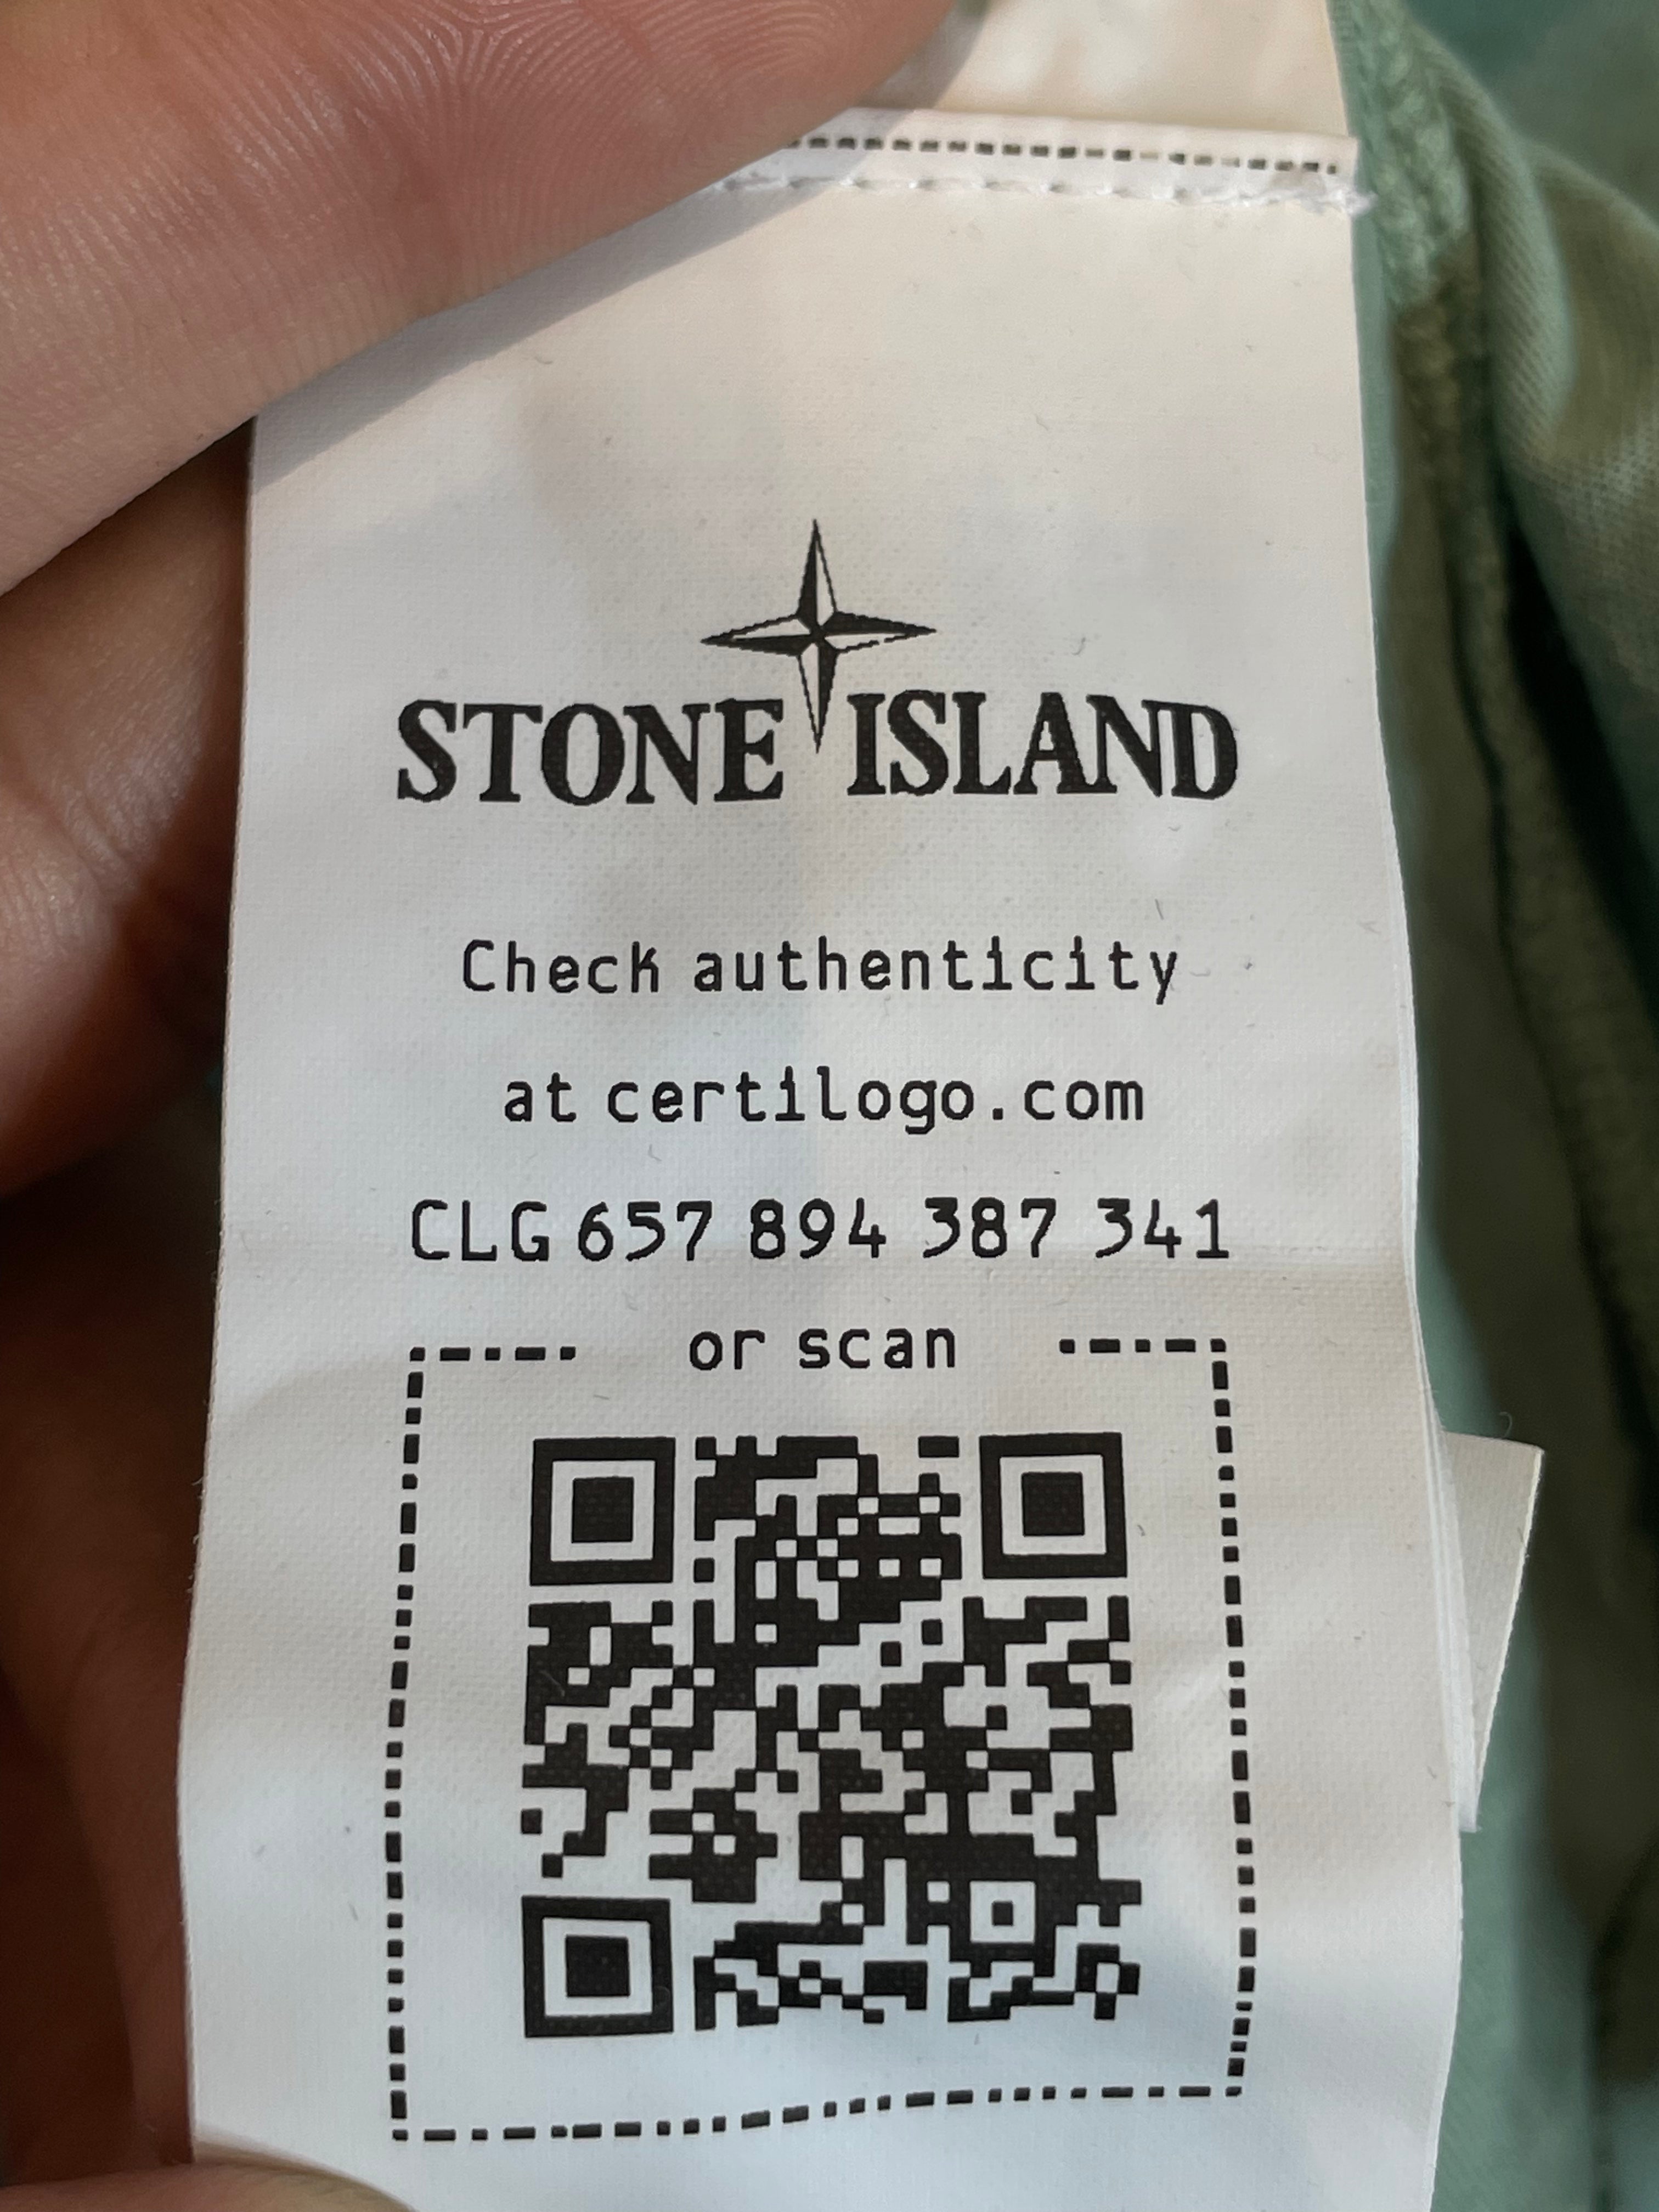 STONE ISLAND
Check authenticity
at certilogo.com
CLG 657 894 387 341
or scan